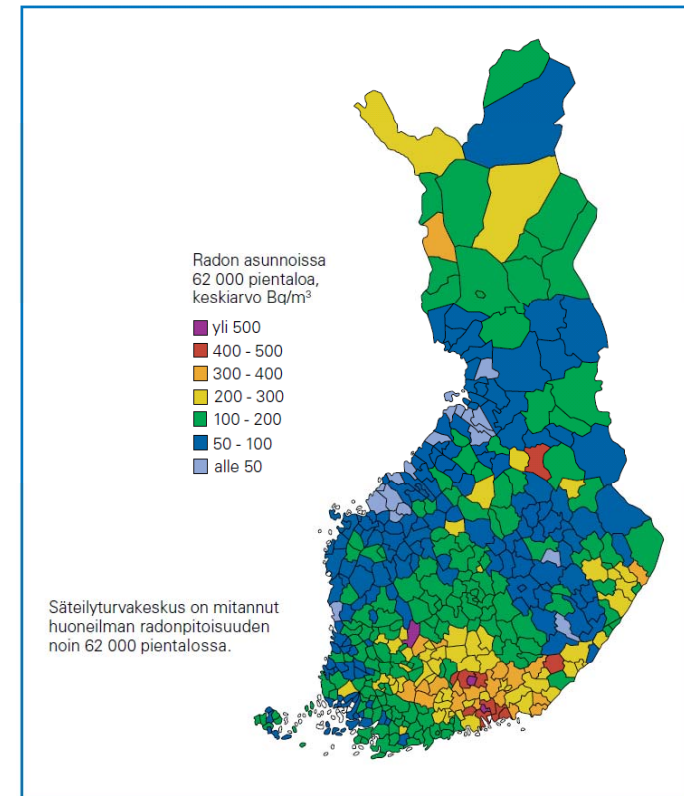 Radon asunnoissa
62 000 pientaloa,
keskiarvo Bq/m³
yli 500
400 - 500
300 - 400
200 - 300
100 - 200
50 - 100
alle 50
Säteilyturvakeskus on mitannut
huoneilman radonpitoisuuden
noin 62 000 pientalossa.